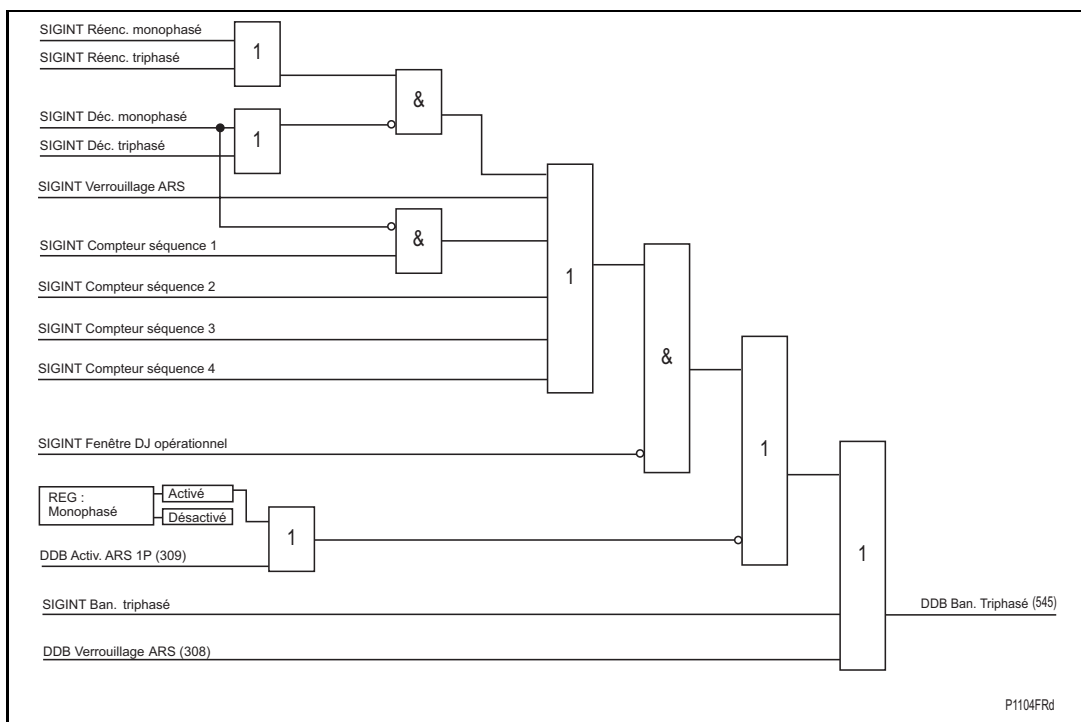 SIGINT Réenc. monophasé
1
SIGINT Réenc. triphasé
&
SIGINT Déc. monophasé
1
SIGINT Déc. triphasé
SIGINT Verrouillage ARS
&
SIGINT Compteur séquence 1
1
SIGINT Compteur séquence 2
SIGINT Compteur séquence 3
&
SIGINT Compteur séquence 4
SIGINT Fenêtre DJ opérationnel
1
REG :
Monophasé
Activé
Désactivé
1
DDB Activ. ARS 1P (309)
1
SIGINT Ban. triphasé
DDB Ban. Triphasé (545)
DDB Verrouillage ARS (308)
P1104FRd